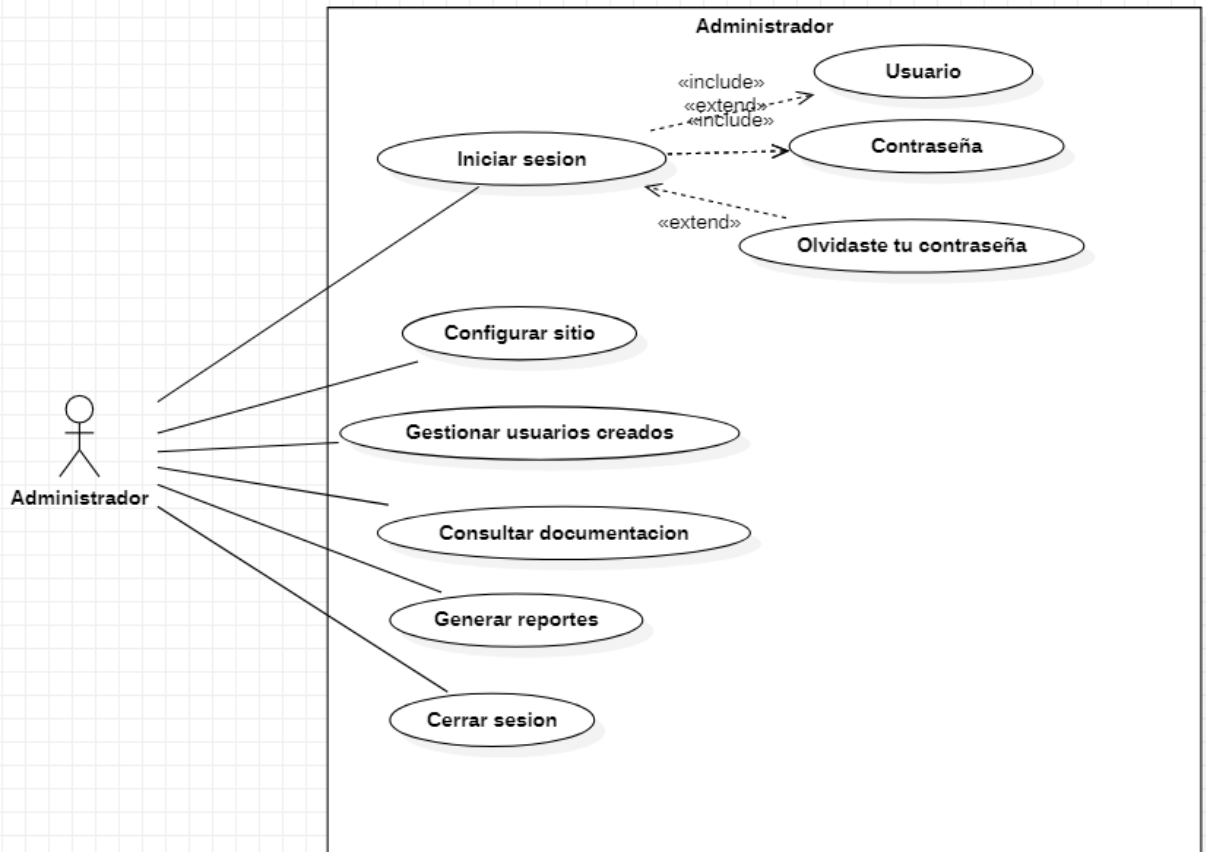 Administrador
«include»
Usuario
«extend»
«include»
Contraseña
Iniciar sesion
«extend»
Olvidaste tu contraseña
Configurar sitio
Gestionar usuarios creados
Administrador
Consultar documentacion
Generar reportes
Cerrar sesion